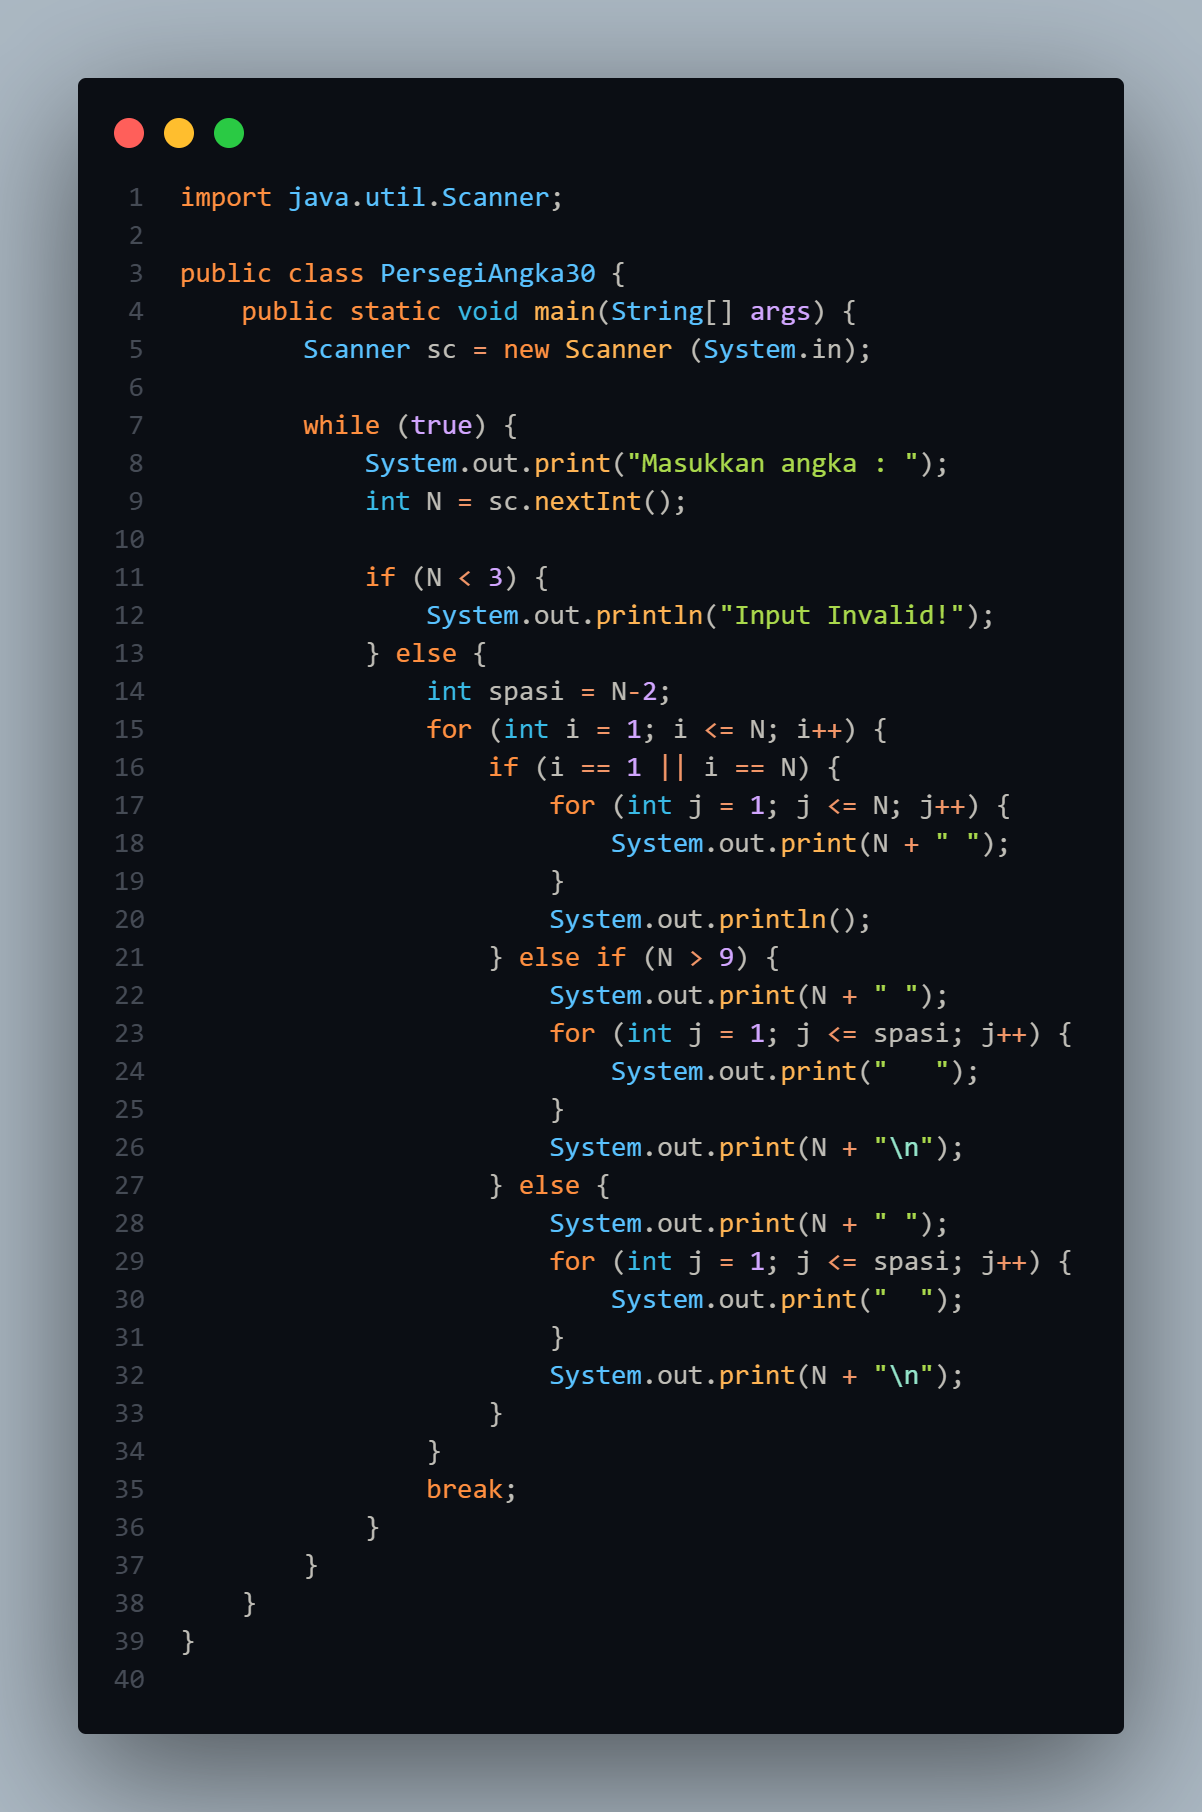 1 import java.util.Scanner;
2
3 public class PersegiAngka30 {
4     public static void main(String[] args) {
5         Scanner sc = new Scanner (System.in);
6
7         while (true) {
8             System.out.print("Masukkan angka : ");
9             int N = sc.nextInt();
10
11             if (N < 3) {
12                 System.out.println("Input Invalid!");
13             } else {
14                 int spasi = N-2;
15                 for (int i = 1; i <= N; i++) {
16                     if (i == 1 || i == N) {
17                         for (int j = 1; j <= N; j++) {
18                             System.out.print(N + " ");
19                         }
20                         System.out.println();
21                     } else if (N > 9) {
22                         System.out.print(N + " ");
23                         for (int j = 1; j <= spasi; j++) {
24                             System.out.print("   ");
25                         }
26                         System.out.print(N + "\n");
27                     } else {
28                         System.out.print(N + " ");
29                         for (int j = 1; j <= spasi; j++) {
30                             System.out.print("  ");
31                         }
32                         System.out.print(N + "\n");
33                     }
34                 }
35                 break;
36             }
37         }
38     }
39 }
40